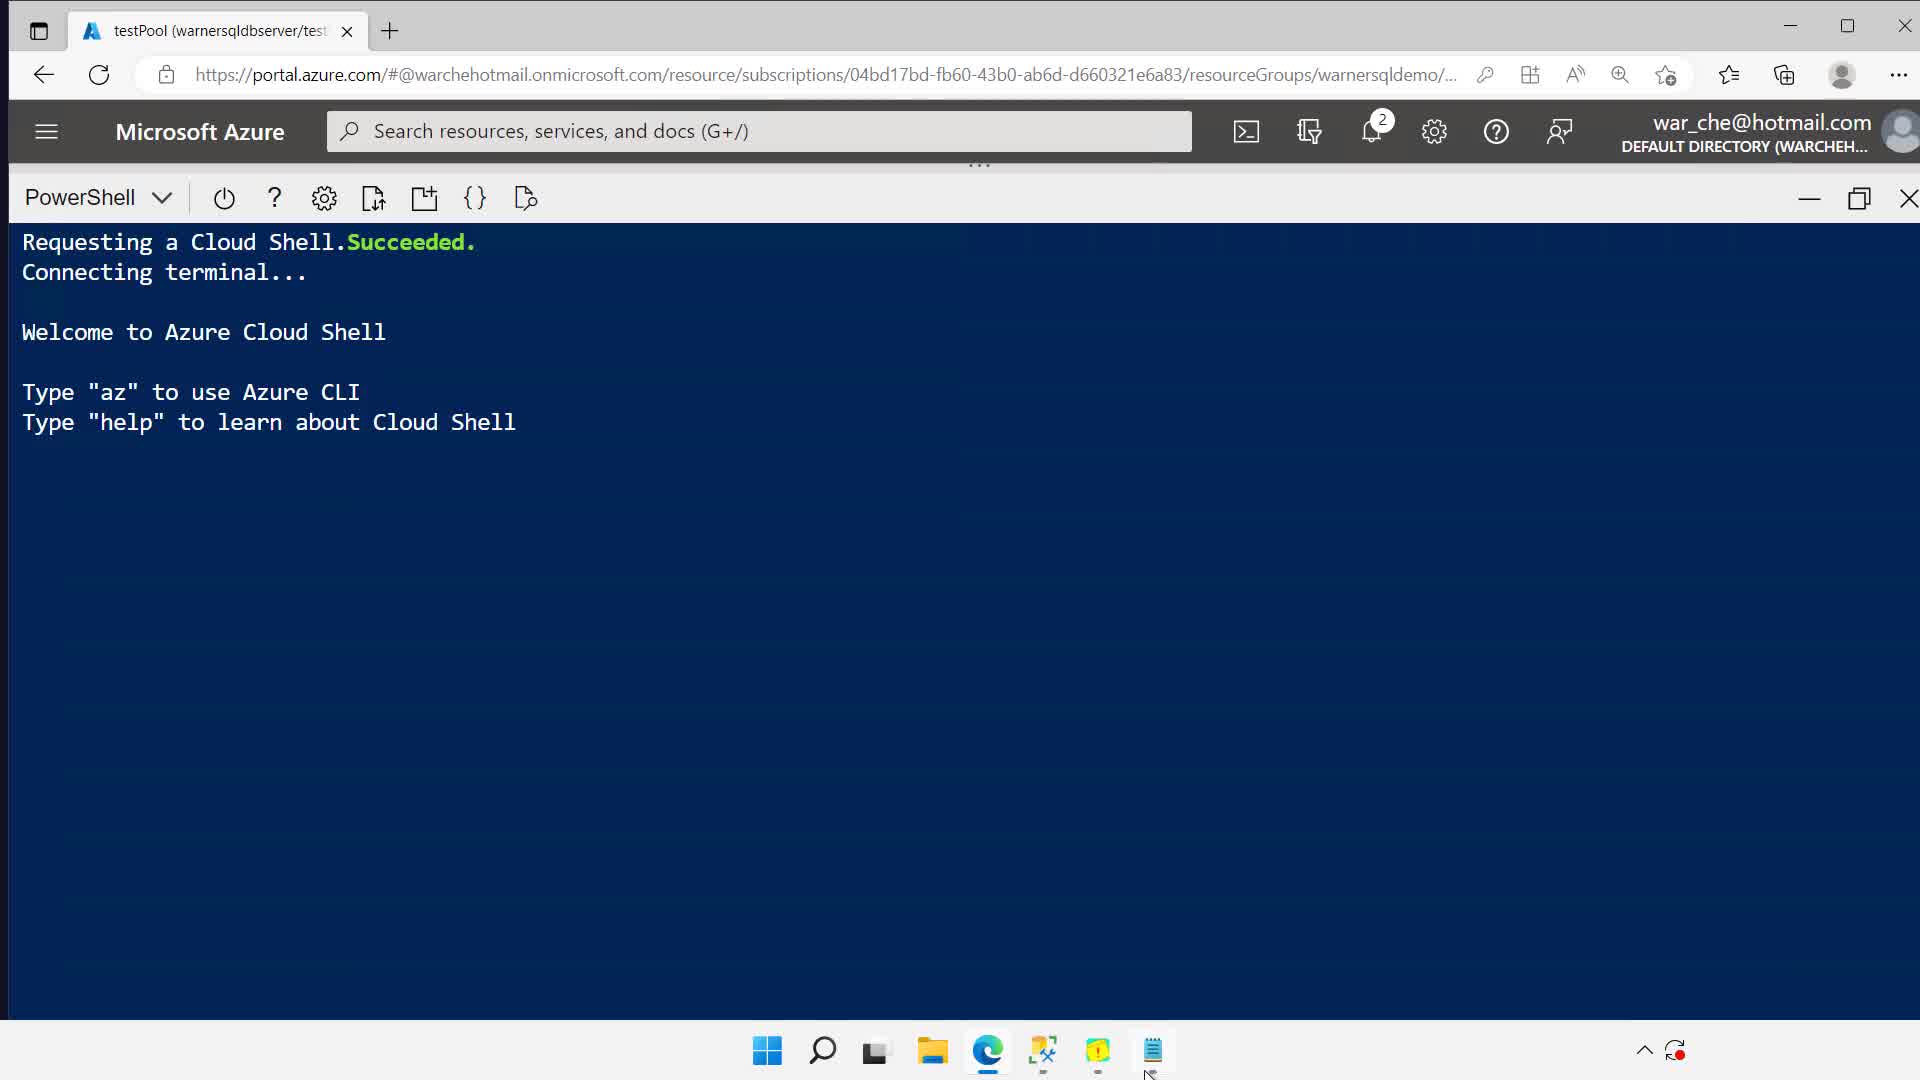 testPool (warnersqldbserver/test
https://portal.azure.com/#@warchehotmail.onmicrosoft.com/resource/subscriptions/04bd17bd-fb60-43b0-ab6d-d660321e6a83/resourceGroups/warnersqldemo/...
Microsoft Azure
Search resources, services, and docs (G+/)
2
war_che@hotmail.com
DEFAULT DIRECTORY (WARCHEH...
PowerShell
Requesting a Cloud Shell.Succeeded.
Connecting terminal...
Welcome to Azure Cloud Shell
Type "az" to use Azure CLI
Type "help" to learn about Cloud Shell